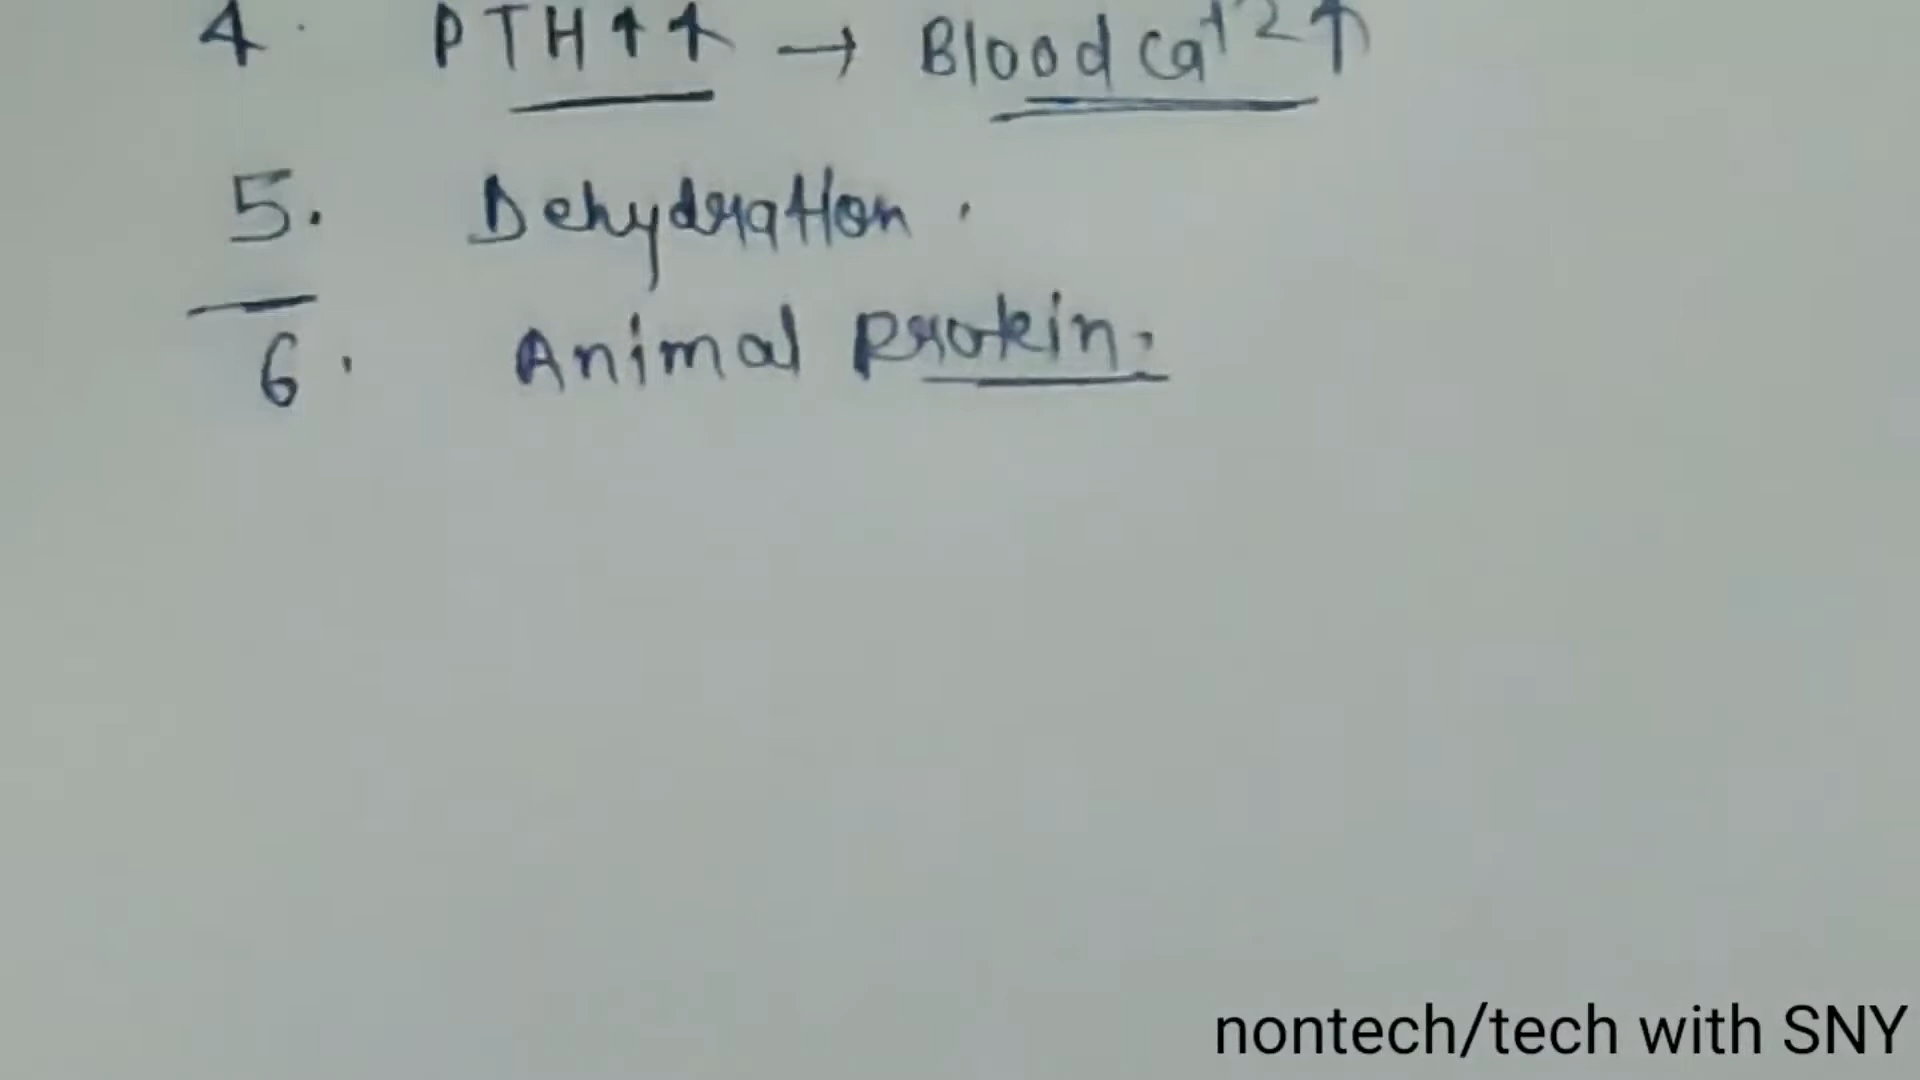 4. PTH↑↑ → Blood Ca+2↑
5. Dehydration.
6. Animal Protein.
nontech/tech with SNY